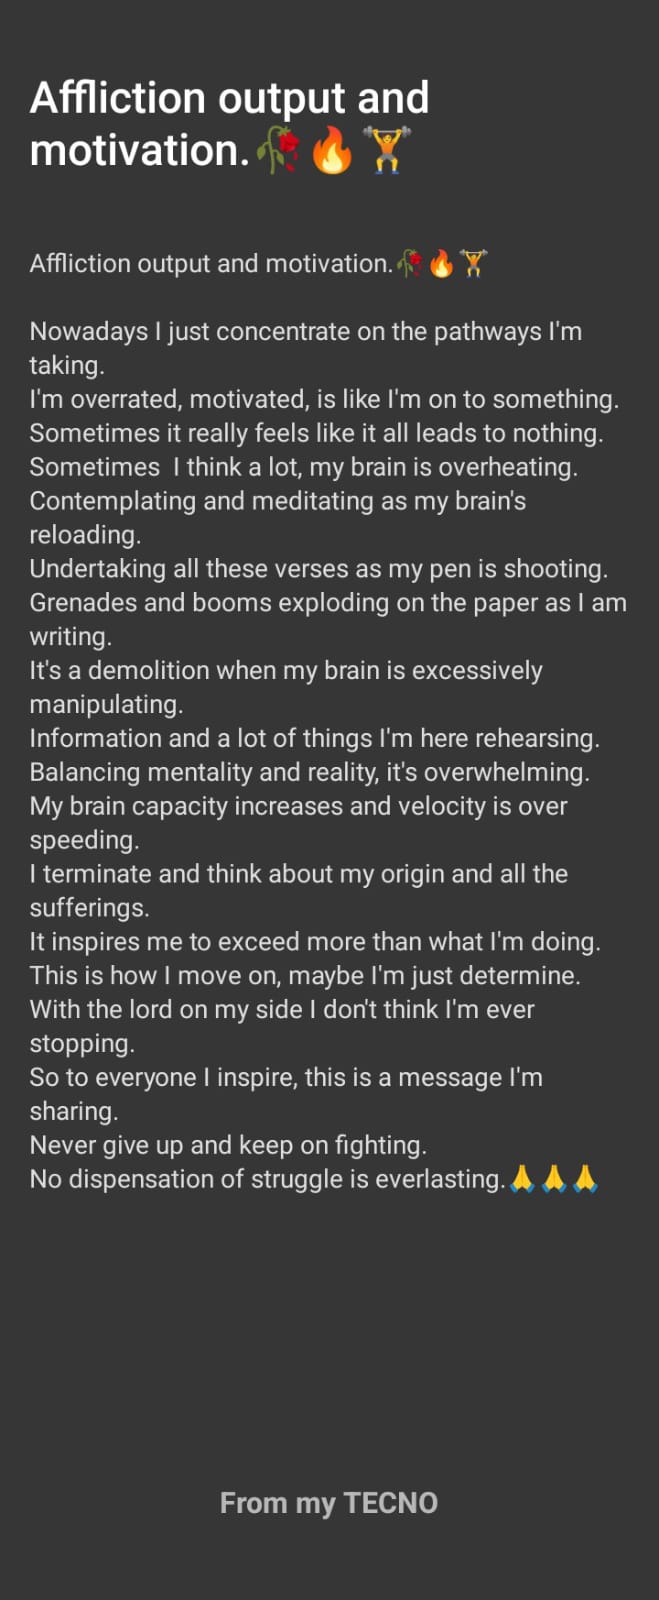 Affliction output and
motivation.🥀🔥🏋
Affliction output and motivation.🥀🔥🏋
Nowadays I just concentrate on the pathways I'm
taking.
I'm overrated, motivated, is like I'm on to something.
Sometimes it really feels like it all leads to nothing.
Sometimes  I think a lot, my brain is overheating.
Contemplating and meditating as my brain's
reloading.
Undertaking all these verses as my pen is shooting.
Grenades and booms exploding on the paper as I am
writing.
It's a demolition when my brain is excessively
manipulating.
Information and a lot of things I'm here rehearsing.
Balancing mentality and reality, it's overwhelming.
My brain capacity increases and velocity is over
speeding.
I terminate and think about my origin and all the
sufferings.
It inspires me to exceed more than what I'm doing.
This is how I move on, maybe I'm just determine.
With the lord on my side I don't think I'm ever
stopping.
So to everyone I inspire, this is a message I'm
sharing.
Never give up and keep on fighting.
No dispensation of struggle is everlasting.🙏🙏🙏
From my TECNO